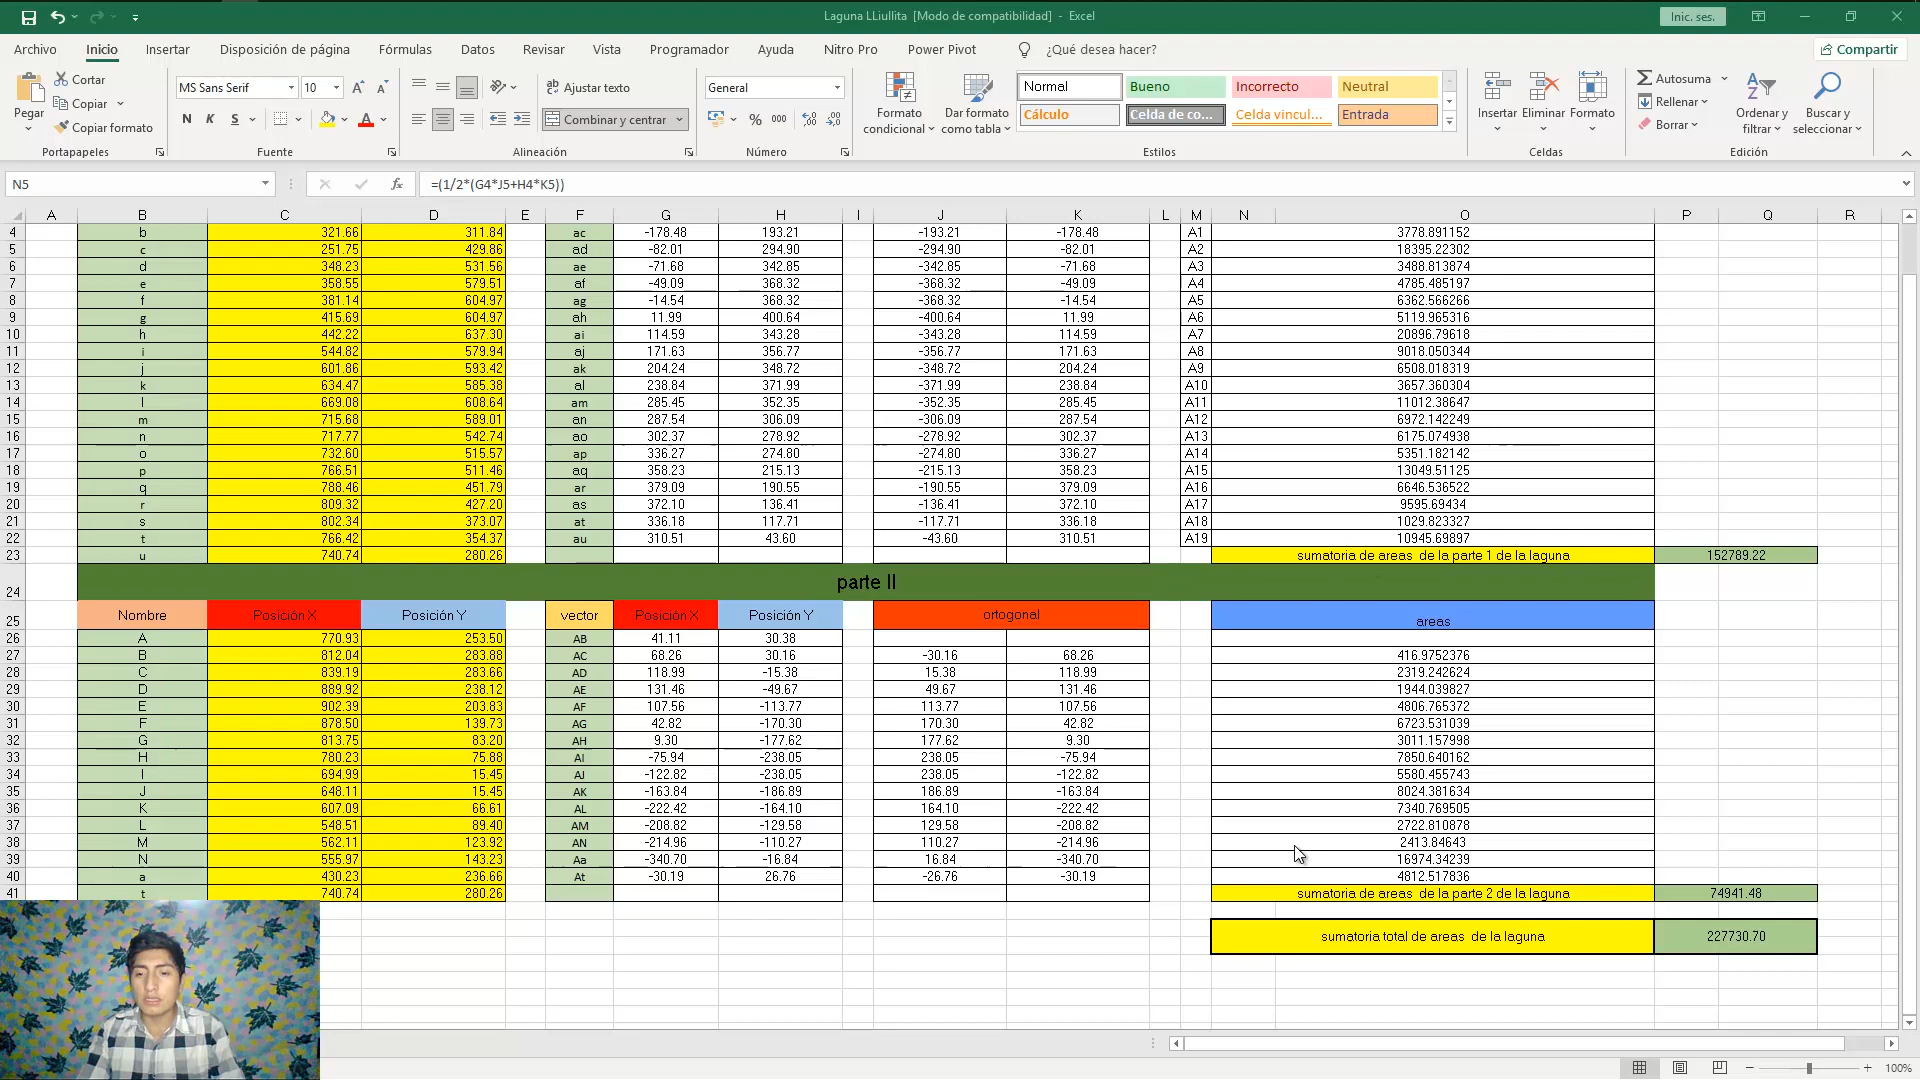 Laguna LLiullita  [Modo de compatibilidad]  -  Excel
Inic. ses.
Archivo Inicio Insertar Disposición de página Fórmulas Datos Revisar Vista Programador Ayuda Nitro Pro Power Pivot ¿Qué desea hacer? Compartir
Pegar Cortar Copiar Copiar formato Portapapeles
MS Sans Serif 10 N K S A Fuente
ab Ajustar texto Combinar y centrar Alineación
General % 000 Número
Formato condicional Dar formato como tabla
Normal Bueno Incorrecto Neutral
Cálculo Celda de co... Celda vincul... Entrada
Estilos
Insertar Eliminar Formato Celdas
Autosuma Rellenar Borrar Ordenar y filtrar Buscar y seleccionar Edición
N5 fx =(1/2*(G4*J5+H4*K5))
A B C D E F G H I J K L M N O P Q R
4 b 321.66 311.84 ac -178.48 193.21 -193.21 -178.48 A1 3778.891152
5 c 251.75 429.86 ad -82.01 294.90 -294.90 -82.01 A2 18395.22302
6 d 348.23 531.56 ae -71.68 342.85 -342.85 -71.68 A3 3488.813874
7 e 358.55 579.51 af -49.09 368.32 -368.32 -49.09 A4 4785.485197
8 f 381.14 604.97 ag -14.54 368.32 -368.32 -14.54 A5 6362.566266
9 g 415.69 604.97 ah 11.99 400.64 -400.64 11.99 A6 5119.965316
10 h 442.22 637.30 ai 114.59 343.28 -343.28 114.59 A7 20896.79618
11 i 544.82 579.94 aj 171.63 356.77 -356.77 171.63 A8 9018.050344
12 j 601.86 593.42 ak 204.24 348.72 -348.72 204.24 A9 6508.018319
13 k 634.47 585.38 al 238.84 371.99 -371.99 238.84 A10 3657.360304
14 l 669.08 608.64 am 285.45 352.35 -352.35 285.45 A11 11012.38647
15 m 715.68 589.01 an 287.54 306.09 -306.09 287.54 A12 6972.142249
16 n 717.77 542.74 ao 302.37 278.92 -278.92 302.37 A13 6175.074938
17 o 732.60 515.57 ap 336.27 274.80 -274.80 336.27 A14 5351.182142
18 p 766.51 511.46 aq 358.23 215.13 -215.13 358.23 A15 13049.51125
19 q 788.46 451.79 ar 379.09 190.55 -190.55 379.09 A16 6646.536522
20 r 809.32 427.20 as 372.10 136.41 -136.41 372.10 A17 9595.69434
21 s 802.34 373.07 at 336.18 117.71 -117.71 336.18 A18 1029.823327
22 t 766.42 354.37 au 310.51 43.60 -43.60 310.51 A19 10945.69897
23 u 740.74 280.26 sumatoria de areas  de la parte 1 de la laguna 152789.22
24 parte II
25 Nombre Posición X Posición Y vector Posición X Posición Y ortogonal areas
26 A 770.93 253.50 AB 41.11 30.38
27 B 812.04 283.88 AC 68.26 30.16 -30.16 68.26 416.9752376
28 C 839.19 283.66 AD 118.99 -15.38 15.38 118.99 2319.242624
29 D 889.92 238.12 AE 131.46 -49.67 49.67 131.46 1944.039827
30 E 902.39 203.83 AF 107.56 -113.77 113.77 107.56 4806.765372
31 F 878.50 139.73 AG 42.82 -170.30 170.30 42.82 6723.531039
32 G 813.75 83.20 AH 9.30 -177.62 177.62 9.30 3011.157998
33 H 780.23 75.88 AI -75.94 -238.05 238.05 -75.94 7850.640162
34 I 694.99 15.45 AJ -122.82 -238.05 238.05 -122.82 5580.455743
35 J 648.11 15.45 AK -163.84 -186.89 186.89 -163.84 8024.381634
36 K 607.09 66.61 AL -222.42 -164.10 164.10 -222.42 7340.769505
37 L 548.51 89.40 AM -208.82 -129.58 129.58 -208.82 2722.810878
38 M 562.11 123.92 AN -214.96 -110.27 110.27 -214.96 2413.84643
39 N 555.97 143.23 Aa -340.70 -16.84 16.84 -340.70 16974.34239
40 a 430.23 236.66 At -30.19 26.76 -26.76 -30.19 4812.517836
41 t 740.74 280.26 sumatoria de areas  de la parte 2 de la laguna 74941.48
sumatoria total de areas  de la laguna 227730.70
100%